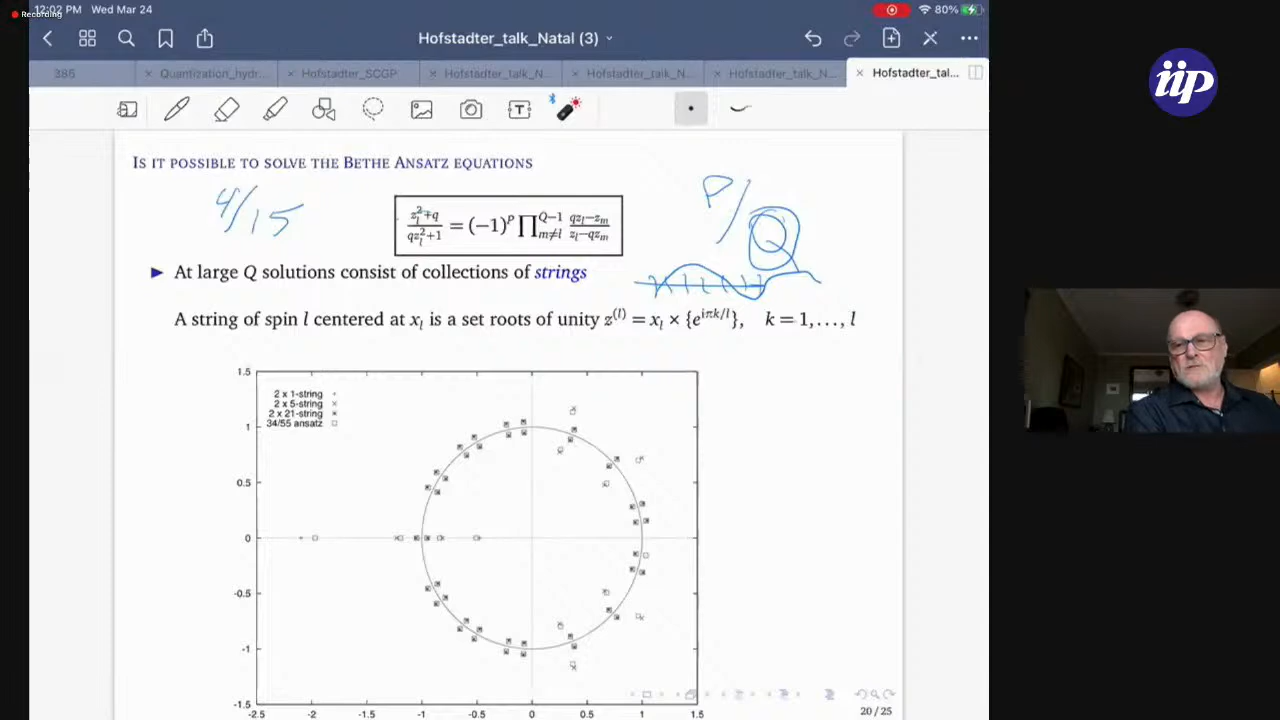 12:02 PM Wed Mar 24
Recording
80%
Hofstadter_talk_Natal (3)
385
Quantization_hydr...
Hofstadter_SCGP
Hofstadter_talk_N...
Hofstadter_talk_N...
Hofstadter_talk_N...
Hofstadter_tal...
T
iip
IS IT POSSIBLE TO SOLVE THE BETHE ANSATZ EQUATIONS
4/15
P/Q
\frac{z_l^2+q}{qz_l^2+1} = (-1)^P \prod_{m≠l}^{Q-1} \frac{qz_l-z_m}{z_l-qz_m}
► At large Q solutions consist of collections of strings
A string of spin l centered at x_l is a set roots of unity z^{(l)} = x_l × {e^{iπk/l}}, k = 1, ..., l
1.5
2 x 1-string
2 x 5-string
2 x 21-string
34/55 ansatz
1
0.5
0
-0.5
-1
-1.5
-2.5 -2 -1.5 -1 -0.5 0 0.5 1 1.5
20 / 25